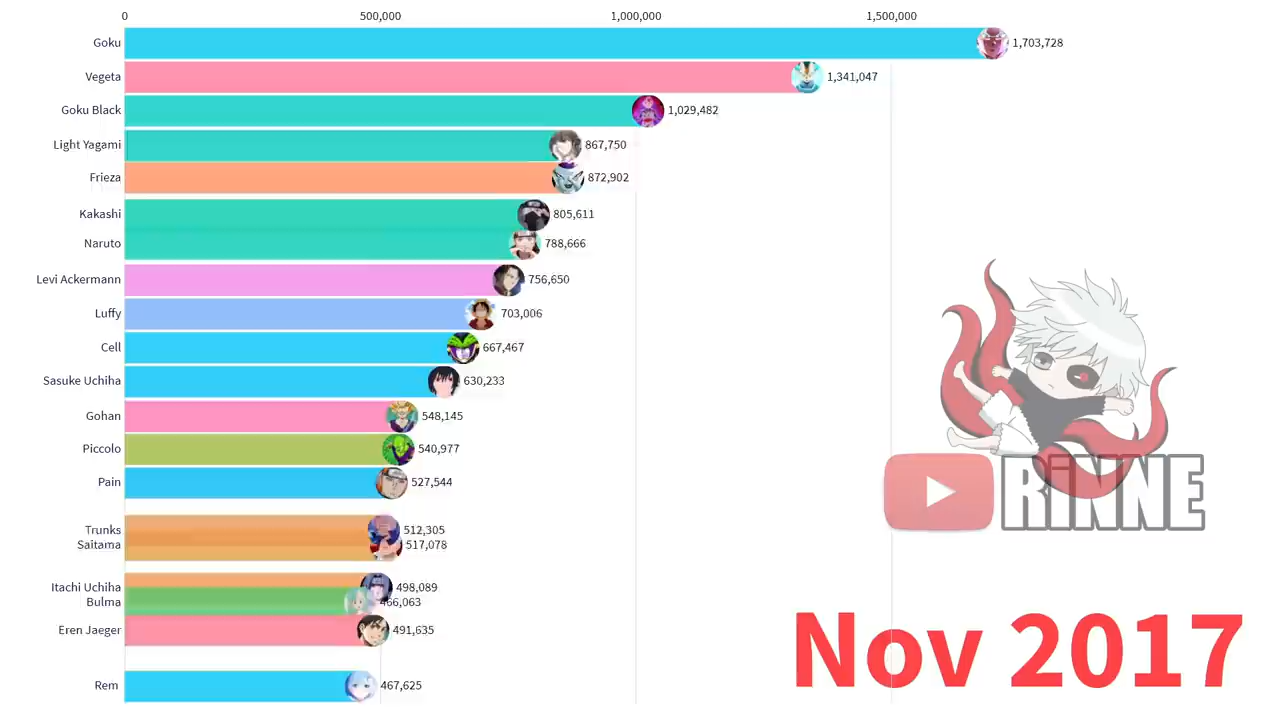 0 500,000 1,000,000 1,500,000
Goku 1,703,728
Vegeta 1,341,047
Goku Black 1,029,482
Light Yagami 867,750
Frieza 872,902
Kakashi 805,611
Naruto 788,666
Levi Ackermann 756,650
Luffy 703,006
Cell 667,467
Sasuke Uchiha 630,233
Gohan 548,145
Piccolo 540,977
Pain 527,544
Trunks 512,305
Saitama 517,078
Itachi Uchiha 498,089
Bulma 466,063
Eren Jaeger 491,635
Rem 467,625
RiNNE
Nov 2017